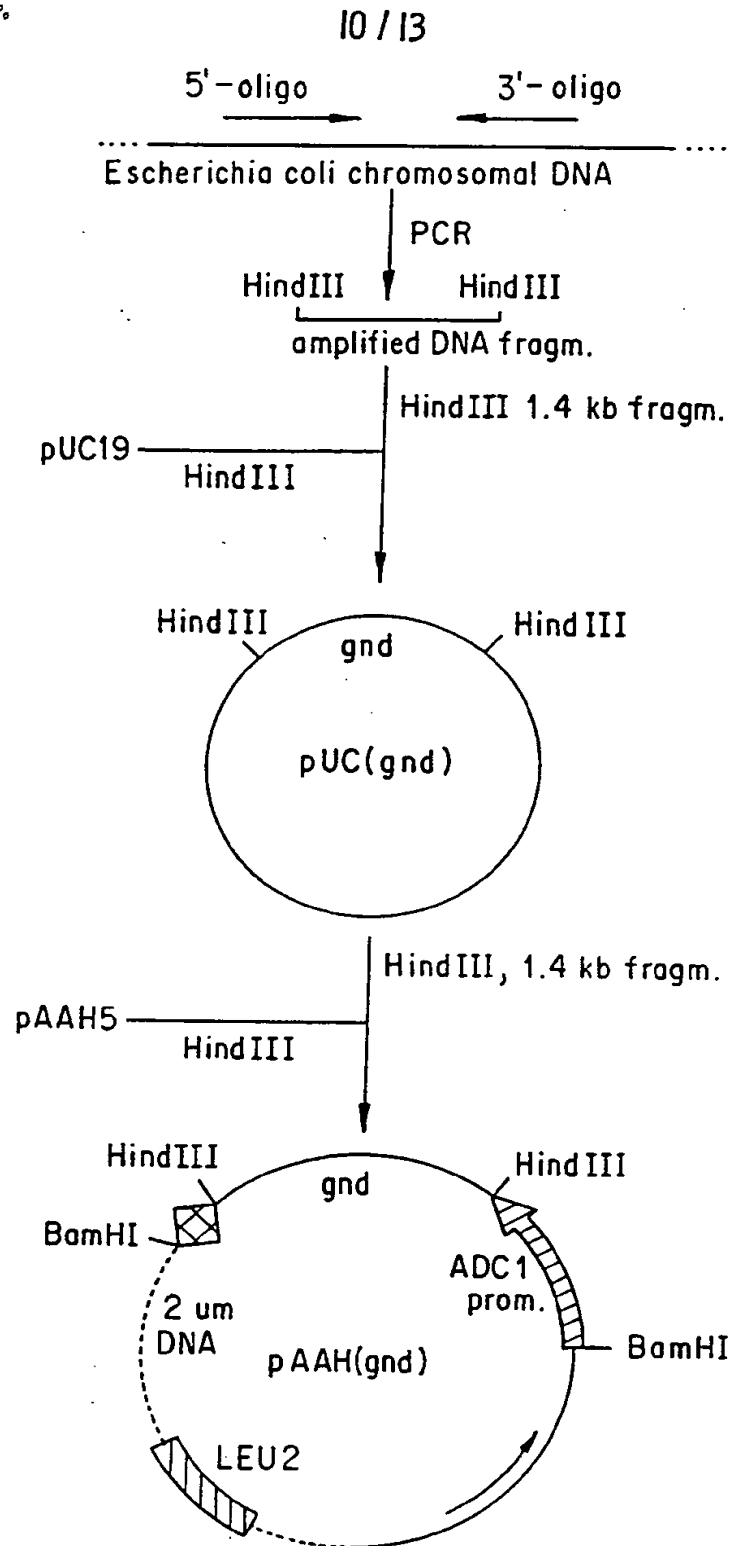 10/13
5'-oligo 3'-oligo
Escherichia coli chromosomal DNA
PCR
HindIII HindIII
amplified DNA fragm.
HindIII 1.4 kb fragm.
pUC19
HindIII
HindIII HindIII
gnd
pUC(gnd)
HindIII, 1.4 kb fragm.
pAAH5
HindIII
HindIII HindIII
gnd
BamHI
ADC1
prom.
2 um
DNA
BamHI
pAAH(gnd)
LEU2